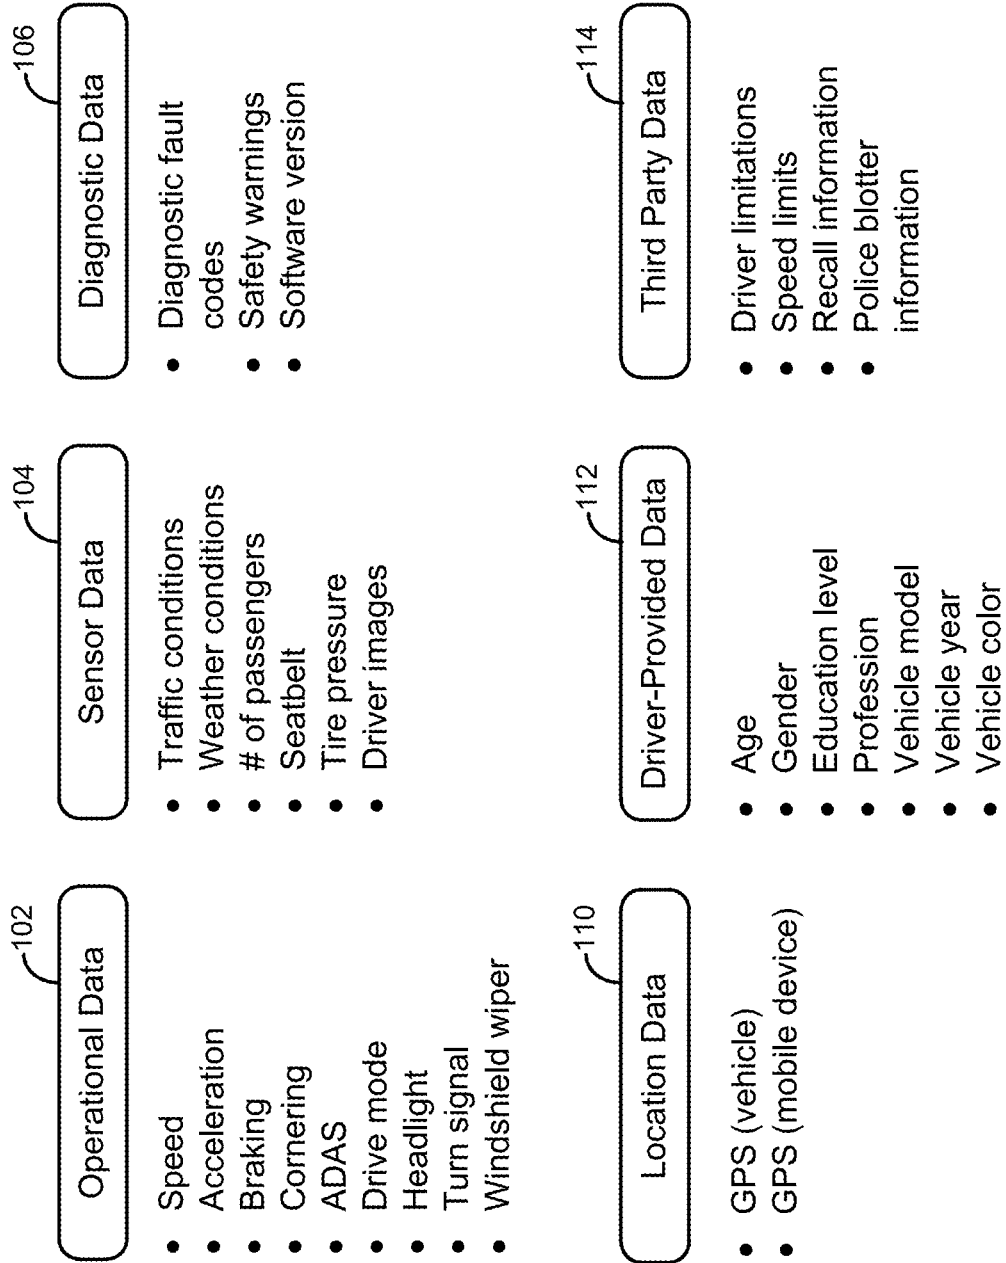 102
Operational Data
• Speed
• Acceleration
• Braking
• Cornering
• ADAS
• Drive mode
• Headlight
• Turn signal
• Windshield wiper
104
Sensor Data
• Traffic conditions
• Weather conditions
• # of passengers
• Seatbelt
• Tire pressure
• Driver images
106
Diagnostic Data
• Diagnostic fault
codes
• Safety warnings
• Software version
110
Location Data
• GPS (vehicle)
• GPS (mobile device)
112
Driver-Provided Data
• Age
• Gender
• Education level
• Profession
• Vehicle model
• Vehicle year
• Vehicle color
114
Third Party Data
• Driver limitations
• Speed limits
• Recall information
• Police blotter
information